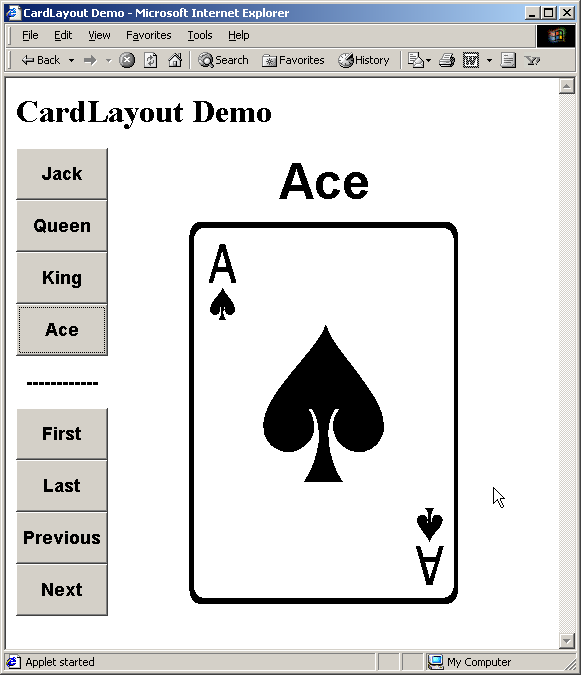 CardLayout Demo - Microsoft Internet Explorer
File Edit View Favorites Tools Help
Back Search Favorites History
CardLayout Demo
Jack
Queen
King
Ace
------------
First
Last
Previous
Next
Ace
A
A
Applet started My Computer